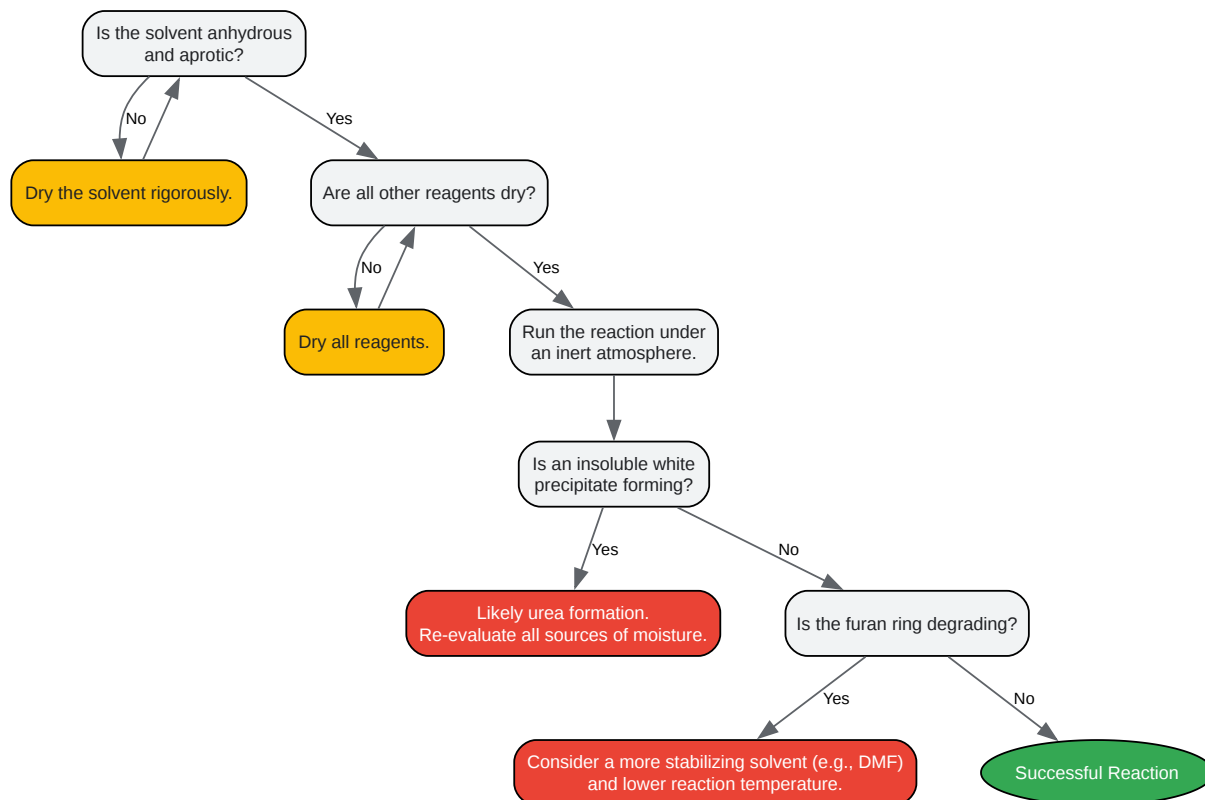 Is the solvent anhydrous
and aprotic?
No
Yes
Dry the solvent rigorously.
Are all other reagents dry?
No
Yes
Dry all reagents.
Run the reaction under
an inert atmosphere.
Is an insoluble white
precipitate forming?
Yes
No
Likely urea formation.
Re-evaluate all sources of moisture.
Is the furan ring degrading?
Yes
No
Consider a more stabilizing solvent (e.g., DMF)
and lower reaction temperature.
Successful Reaction